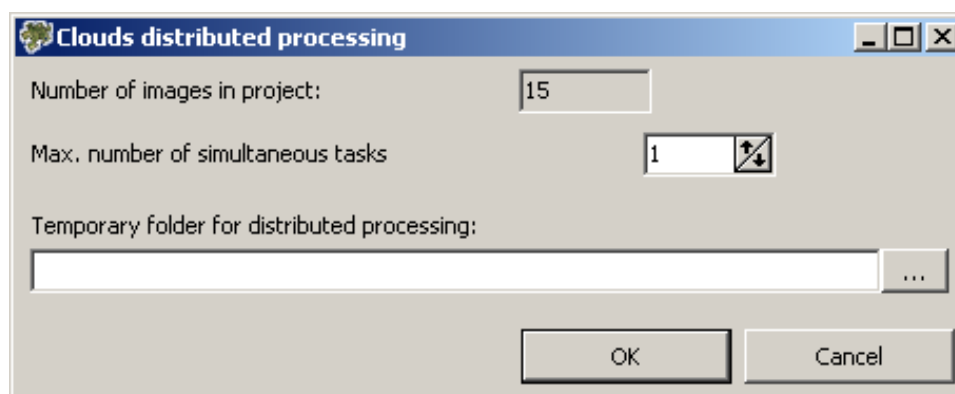 Clouds distributed processing
Number of images in project: 15
Max. number of simultaneous tasks 1
Temporary folder for distributed processing:
...
OK Cancel